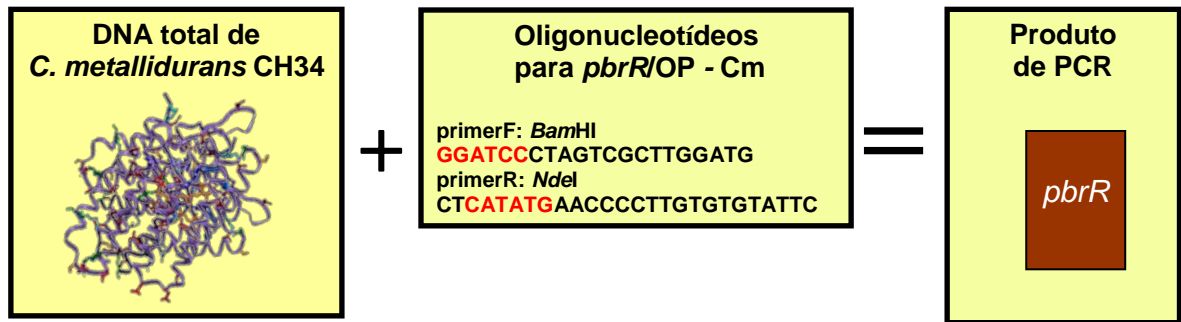 DNA total de
C. metallidurans CH34
+
Oligonucleotídeos
para pbrR/OP - Cm
primerF: BamHI
GGATCCCTAGTCGCTTGGATG
primerR: NdeI
CTCATATGAACCCCTTGTGTGTATTC
=
Produto
de PCR
pbrR